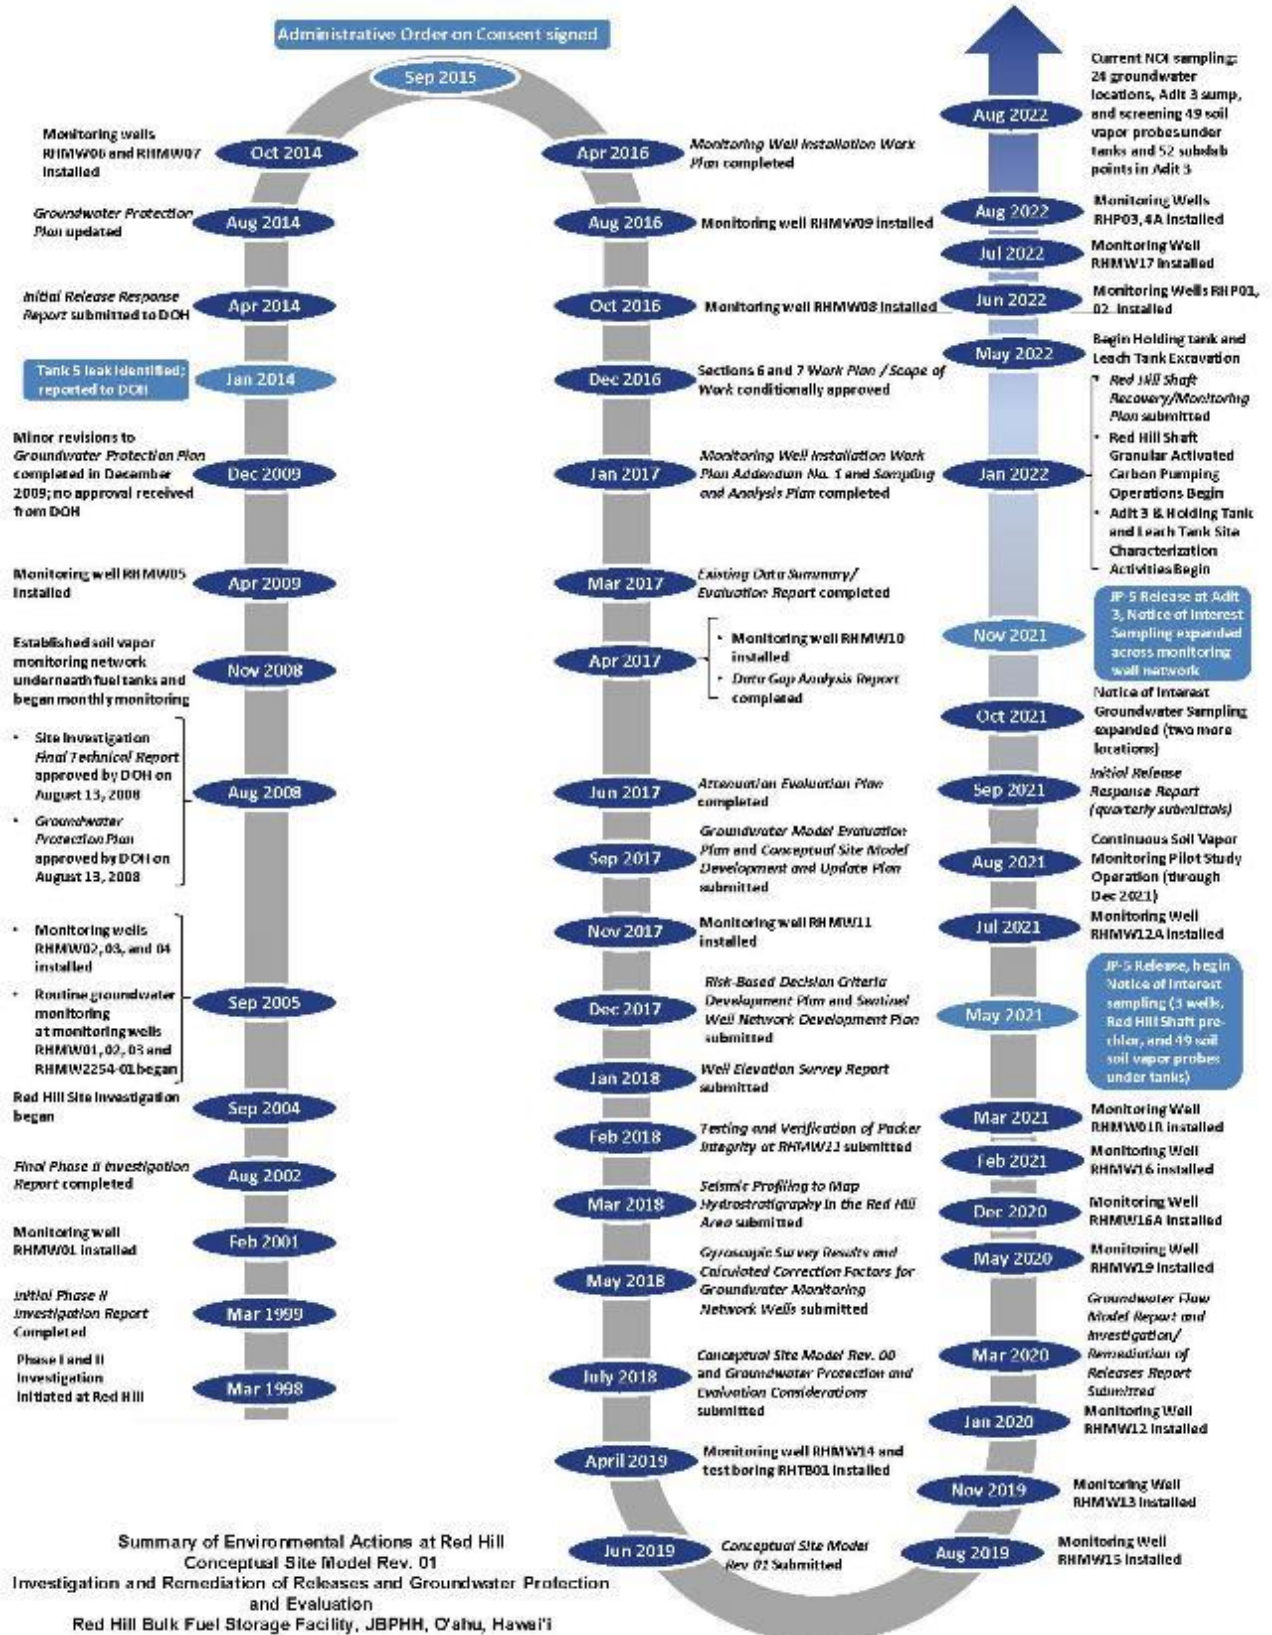 Administrative Order on Consent signed
Sep 2015
Monitoring wells
RHMW06 and RHMW07
Installed
Oct 2014
Groundwater Protection
Plan updated
Aug 2014
Initial Release Response
Report submitted to DOH
Apr 2014
Tank 5 leak identified;
reported to DOH
Jan 2014
Minor revisions to
Groundwater Protection Plan
completed in December
2009; no approval received
from DOH
Dec 2009
Monitoring well RHMW05
Installed
Apr 2009
Established soil vapor
monitoring network
underneath fuel tanks and
began monthly monitoring
Nov 2008
• Site Investigation
Final Technical Report
approved by DOH on
August 13, 2008
• Groundwater
Protection Plan
approved by DOH on
August 13, 2008
Aug 2008
• Monitoring wells
RHMW02, 03, and 04
installed
• Routine groundwater
monitoring
at monitoring wells
RHMW01, 02, 03 and
RHMW2254-01 began
Sep 2005
Red Hill Site Investigation
began
Sep 2004
Final Phase II Investigation
Report completed
Aug 2002
Monitoring well
RHMW01 installed
Feb 2001
Initial Phase II
Investigation Report
Completed
Mar 1999
Phase I and II
Investigation
Initiated at Red Hill
Mar 1998
Apr 2016
Monitoring Well Installation Work
Plan completed
Aug 2016
Monitoring well RHMW09 installed
Oct 2016
Monitoring well RHMW08 installed
Dec 2016
Sections 6 and 7 Work Plan / Scope of
Work conditionally approved
Jan 2017
Monitoring Well Installation Work
Plan Addendum No. 1 and Sampling
and Analysis Plan completed
Mar 2017
Existing Data Summary/
Evaluation Report completed
Apr 2017
• Monitoring well RHMW10
installed
• Data Gap Analysis Report
completed
Jun 2017
Attenuation Evaluation Plan
completed
Sep 2017
Groundwater Model Evaluation
Plan and Conceptual Site Model
Development and Update Plan
submitted
Nov 2017
Monitoring well RHMW11
installed
Dec 2017
Risk-Based Decision Criteria
Development Plan and Sentinel
Well Network Development Plan
submitted
Jan 2018
Well Elevation Survey Report
submitted
Feb 2018
Testing and Verification of Packer
Integrity at RHMW11 submitted
Mar 2018
Seismic Profiling to Map
Hydrostratigraphy in the Red Hill
Area submitted
May 2018
Gyroscopic Survey Results and
Calculated Correction Factors for
Groundwater Monitoring
Network Wells submitted
July 2018
Conceptual Site Model Rev. 00
and Groundwater Protection and
Evaluation Considerations
submitted
April 2019
Monitoring well RHMW14 and
test boring RHTB01 Installed
Jun 2019
Conceptual Site Model
Rev 01 Submitted
Aug 2022
Current NOI sampling:
24 groundwater
locations, Adit 3 sump,
and screening 49 soil
vapor probes under
tanks and 52 subslab
points in Adit 3
Aug 2022
Monitoring Wells
RHP03, 4A Installed
Jul 2022
Monitoring Well
RHMW17 Installed
Jun 2022
Monitoring Wells RHP01,
02 Installed
May 2022
Begin Holding tank and
Leach Tank Excavation
Jan 2022
• Red Hill Shaft
Recovery/Monitoring
Plan submitted
• Red Hill Shaft
Granular Activated
Carbon Pumping
Operations Begin
• Adit 3 & Holding Tank
and Leach Tank Site
Characterization
Activities Begin
Nov 2021
JP-5 Release at Adit
3, Notice of Interest
Sampling expanded
across monitoring
well network
Oct 2021
Notice of Interest
Groundwater Sampling
expanded (two more
locations)
Sep 2021
Initial Release
Response Report
(quarterly submittals)
Aug 2021
Continuous Soil Vapor
Monitoring Pilot Study
Operation (through
Dec 2021)
Jul 2021
Monitoring Well
RHMW12A Installed
May 2021
JP-5 Release, begin
Notice of Interest
sampling (3 wells,
Red Hill Shaft pre-
chlor, and 49 soil
soil vapor probes
under tanks)
Mar 2021
Monitoring Well
RHMW01R installed
Feb 2021
Monitoring Well
RHMW16 installed
Dec 2020
Monitoring Well
RHMW16A Installed
May 2020
Monitoring Well
RHMW19 Installed
Mar 2020
Groundwater Flow
Model Report and
Investigation/
Remediation of
Releases Report
Submitted
Jan 2020
Monitoring Well
RHMW12 Installed
Nov 2019
Monitoring Well
RHMW13 Installed
Aug 2019
Monitoring Well
RHMW15 Installed
Summary of Environmental Actions at Red Hill
Conceptual Site Model Rev. 01
Investigation and Remediation of Releases and Groundwater Protection
and Evaluation
Red Hill Bulk Fuel Storage Facility, JBPHH, O'ahu, Hawai'i